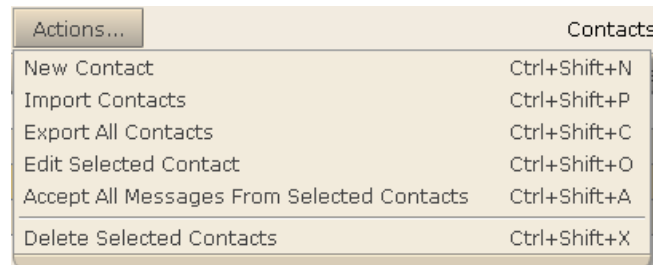 Actions... Contacts
New Contact Ctrl+Shift+N
Import Contacts Ctrl+Shift+P
Export All Contacts Ctrl+Shift+C
Edit Selected Contact Ctrl+Shift+O
Accept All Messages From Selected Contacts Ctrl+Shift+A
Delete Selected Contacts Ctrl+Shift+X